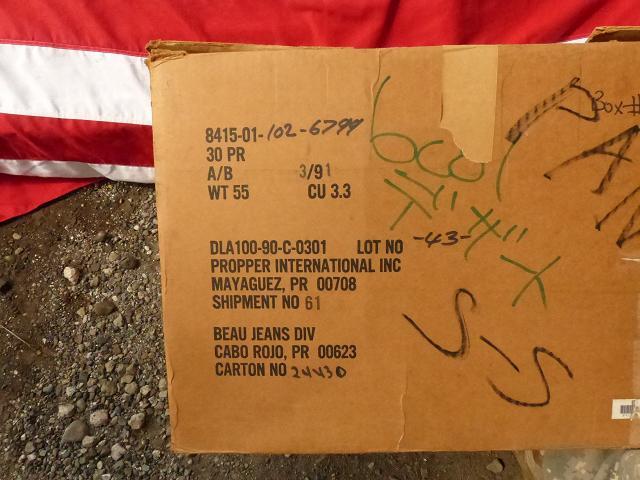 8415-01-102-6799
30 PR
A/B 3/91
WT 55 CU 3.3
DLA100-90-C-0301 LOT NO -43-
PROPPER INTERNATIONAL INC
MAYAGUEZ, PR 00708
SHIPMENT NO 61
BEAU JEANS DIV
CABO ROJO, PR 00623
CARTON NO 24430
Box#
S-S